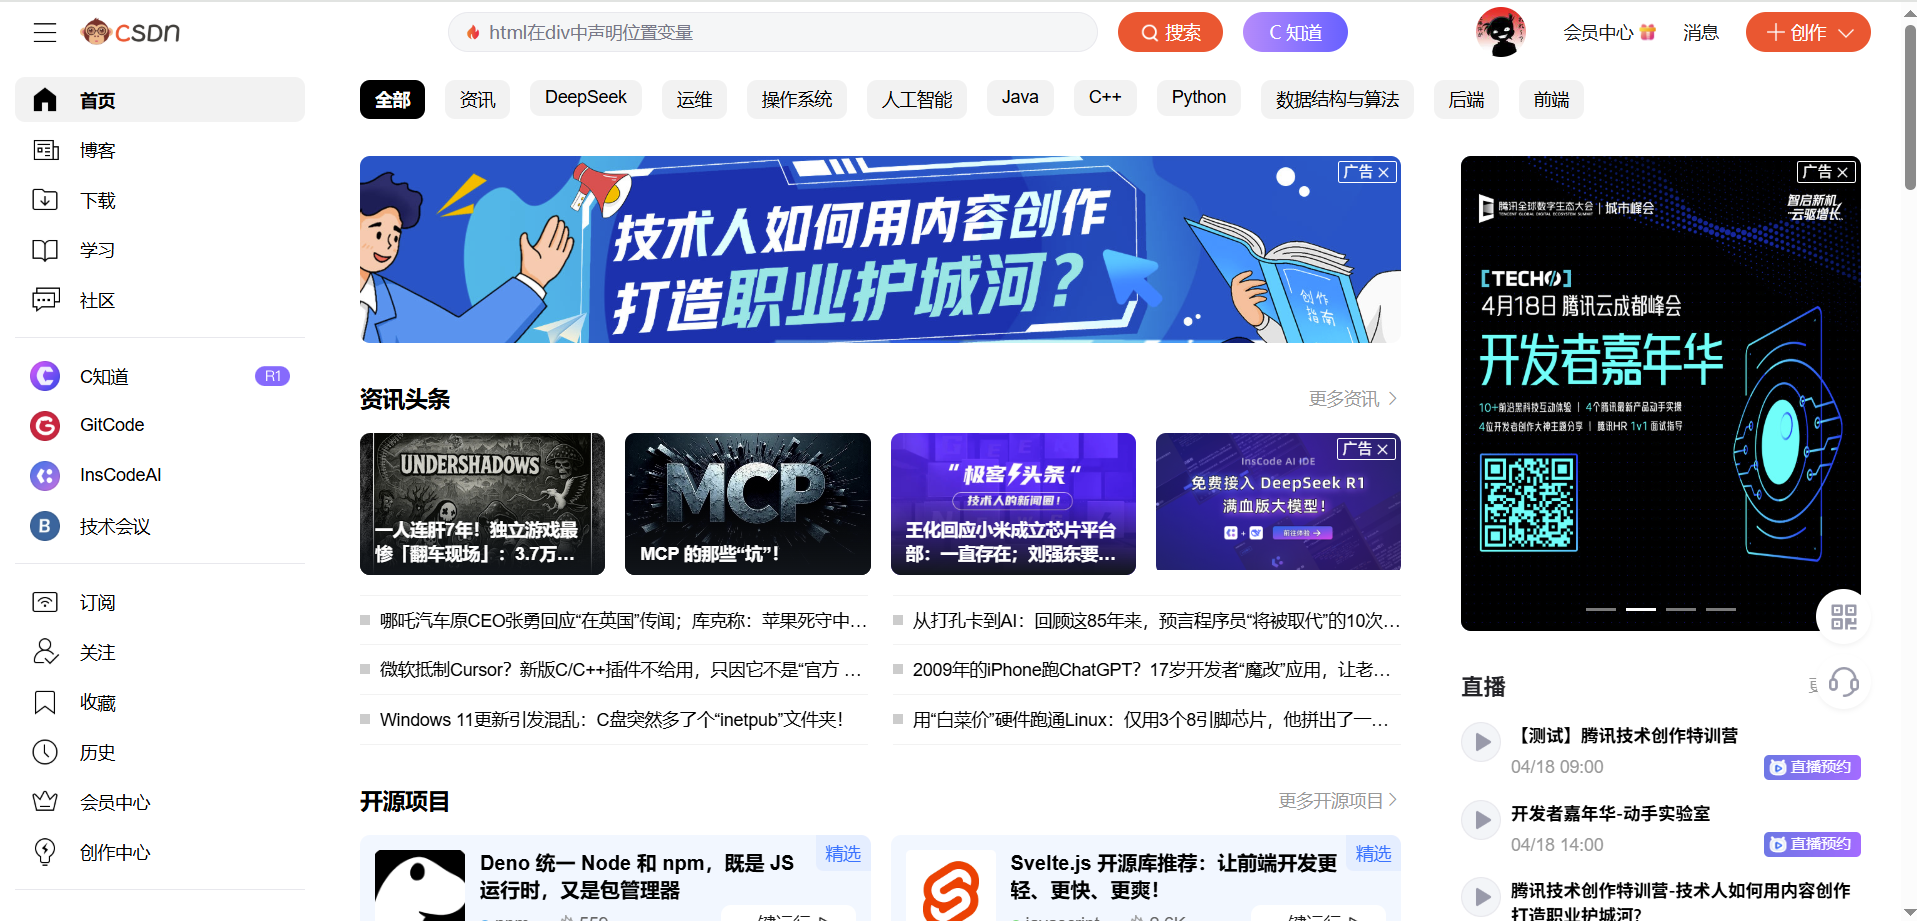 CSDN
html在div中声明位置变量
搜索
C 知道
会员中心
消息
创作
首页
博客
下载
学习
社区
C知道
R1
GitCode
InsCodeAI
技术会议
订阅
关注
收藏
历史
会员中心
创作中心
全部
资讯
DeepSeek
运维
操作系统
人工智能
Java
C++
Python
数据结构与算法
后端
前端
广告
技术人如何用内容创作
打造职业护城河?
创作
指南
资讯头条
更多资讯
UNDERSHADOWS
一人连肝7年！独立游戏最
惨「翻车现场」：3.7万…
MCP
MCP 的那些“坑”！
“极客头条“
技术人的新闻圈！
王化回应小米成立芯片平台
部：一直存在；刘强东要…
广告
InsCode AI IDE
免费接入 DeepSeek R1
满血版大模型！
前往体验
哪吒汽车原CEO张勇回应“在英国”传闻；库克称：苹果死守中…
从打孔卡到AI：回顾这85年来，预言程序员“将被取代”的10次…
微软抵制Cursor？新版C/C++插件不给用，只因它不是“官方 …
2009年的iPhone跑ChatGPT？17岁开发者“魔改”应用，让老…
Windows 11更新引发混乱：C盘突然多了个“inetpub”文件夹！
用“白菜价”硬件跑通Linux：仅用3个8引脚芯片，他拼出了一…
开源项目
更多开源项目
精选
Deno 统一 Node 和 npm，既是 JS
运行时，又是包管理器
精选
Svelte.js 开源库推荐：让前端开发更
轻、更快、更爽！
广告
腾讯全球数字生态大会 | 城市峰会
TENCENT GLOBAL DIGITAL ECOSYSTEM SUMMIT
智启新机
云驱增长
[TECHO]
4月18日 腾讯云成都峰会
开发者嘉年华
10+前沿黑科技互动体验 | 4个腾讯最新产品动手实操
4位开发者创作大神主题分享 | 腾讯HR 1v1 面试指导
直播
【测试】腾讯技术创作特训营
04/18 09:00
直播预约
开发者嘉年华-动手实验室
04/18 14:00
直播预约
腾讯技术创作特训营-技术人如何用内容创作
打造职业护城河?